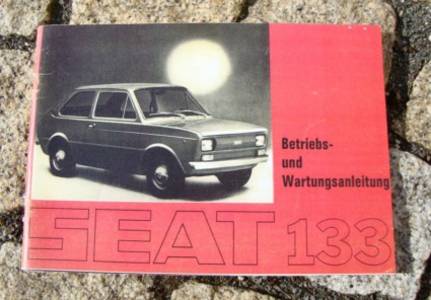 Betriebs-
und
Wartungsanleitung
SEAT 133